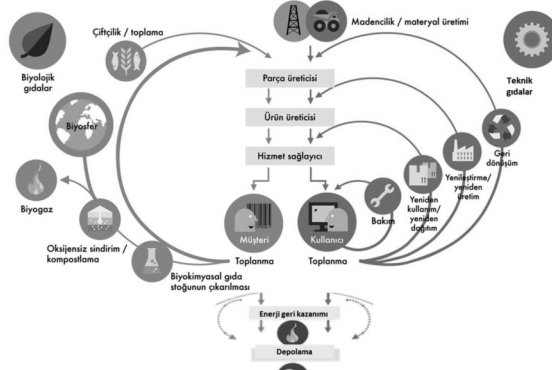 Madencilik / materyal üretimi
Çiftçilik / toplama
Biyolojik
gıdalar
Teknik
gıdalar
Parça üreticisi
Biyosfer
Ürün üreticisi
Hizmet sağlayıcı
Geri
dönüşüm
Yenileştirme/
yeniden
üretim
Biyogaz
Yeniden
kullanım/
yeniden
dağıtım
Bakım
Müşteri
Kullanıcı
Oksijensiz sindirim /
kompostlama
Toplanma
Toplanma
Biyokimyasal gıda
stoğunun çıkarılması
Enerji geri kazanımı
Depolama